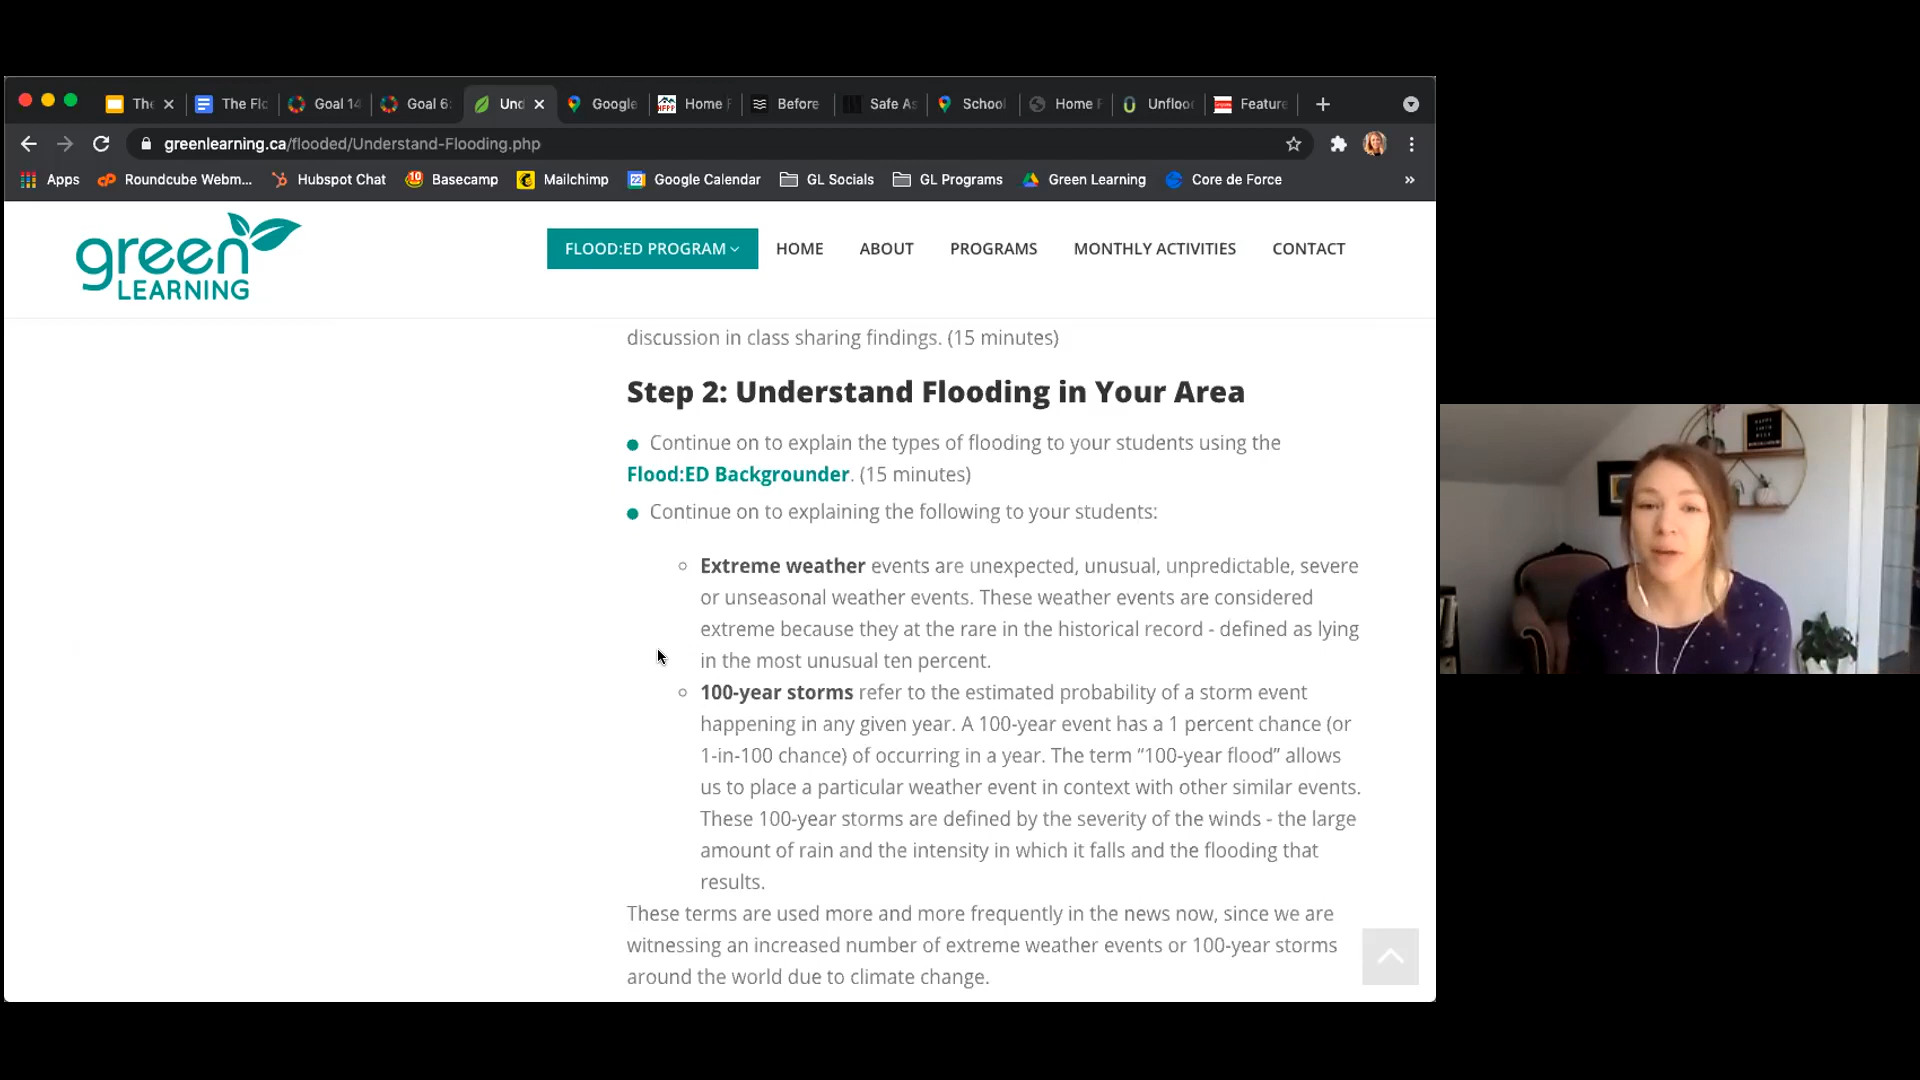 The
The Flo
Goal 14
Goal 6:
Und
Google
Home F
Before
Safe As
School
Home F
Unfloo
Feature
greenlearning.ca/flooded/Understand-Flooding.php
Apps
Roundcube Webm...
Hubspot Chat
10
Basecamp
Mailchimp
22
Google Calendar
GL Socials
GL Programs
Green Learning
Core de Force
»
green
LEARNING
FLOOD:ED PROGRAM
HOME
ABOUT
PROGRAMS
MONTHLY ACTIVITIES
CONTACT
discussion in class sharing findings. (15 minutes)
Step 2: Understand Flooding in Your Area
Continue on to explain the types of flooding to your students using the
Flood:ED Backgrounder. (15 minutes)
Continue on to explaining the following to your students:
Extreme weather events are unexpected, unusual, unpredictable, severe
or unseasonal weather events. These weather events are considered
extreme because they at the rare in the historical record - defined as lying
in the most unusual ten percent.
100-year storms refer to the estimated probability of a storm event
happening in any given year. A 100-year event has a 1 percent chance (or
1-in-100 chance) of occurring in a year. The term “100-year flood” allows
us to place a particular weather event in context with other similar events.
These 100-year storms are defined by the severity of the winds - the large
amount of rain and the intensity in which it falls and the flooding that
results.
These terms are used more and more frequently in the news now, since we are
witnessing an increased number of extreme weather events or 100-year storms
around the world due to climate change.